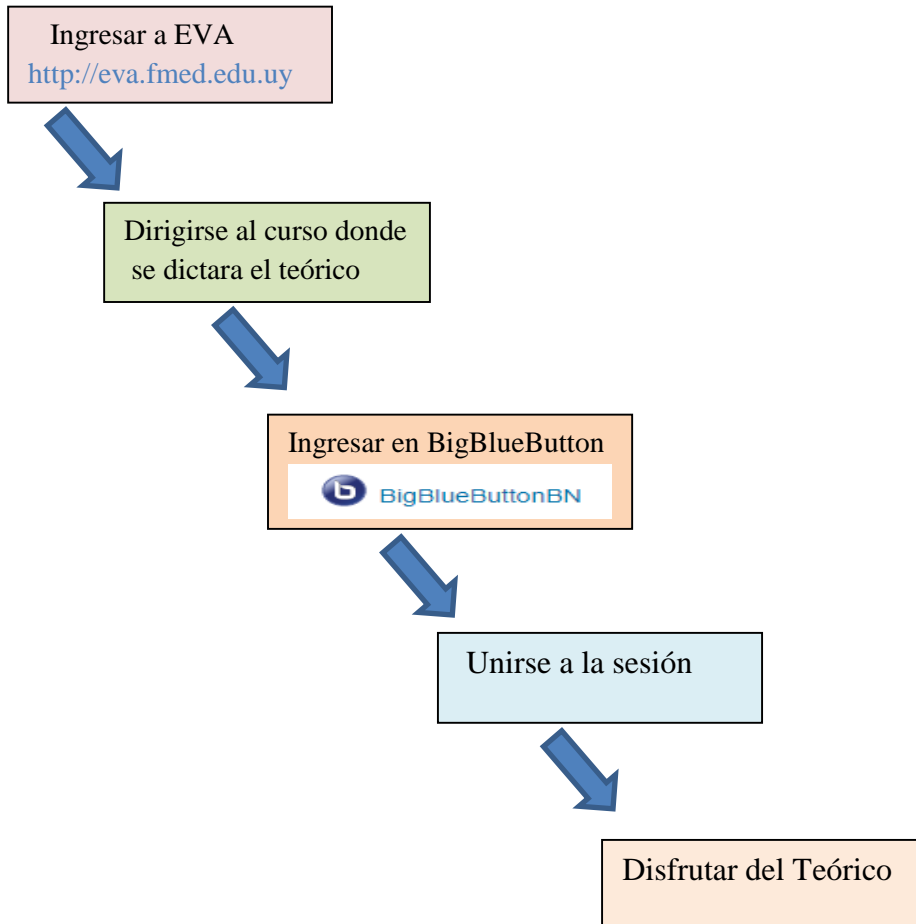 Ingresar a EVA
http://eva.fmed.edu.uy
Dirigirse al curso donde
se dictara el teórico
Ingresar en BigBlueButton
b BigBlueButtonBN
Unirse a la sesión
Disfrutar del Teórico